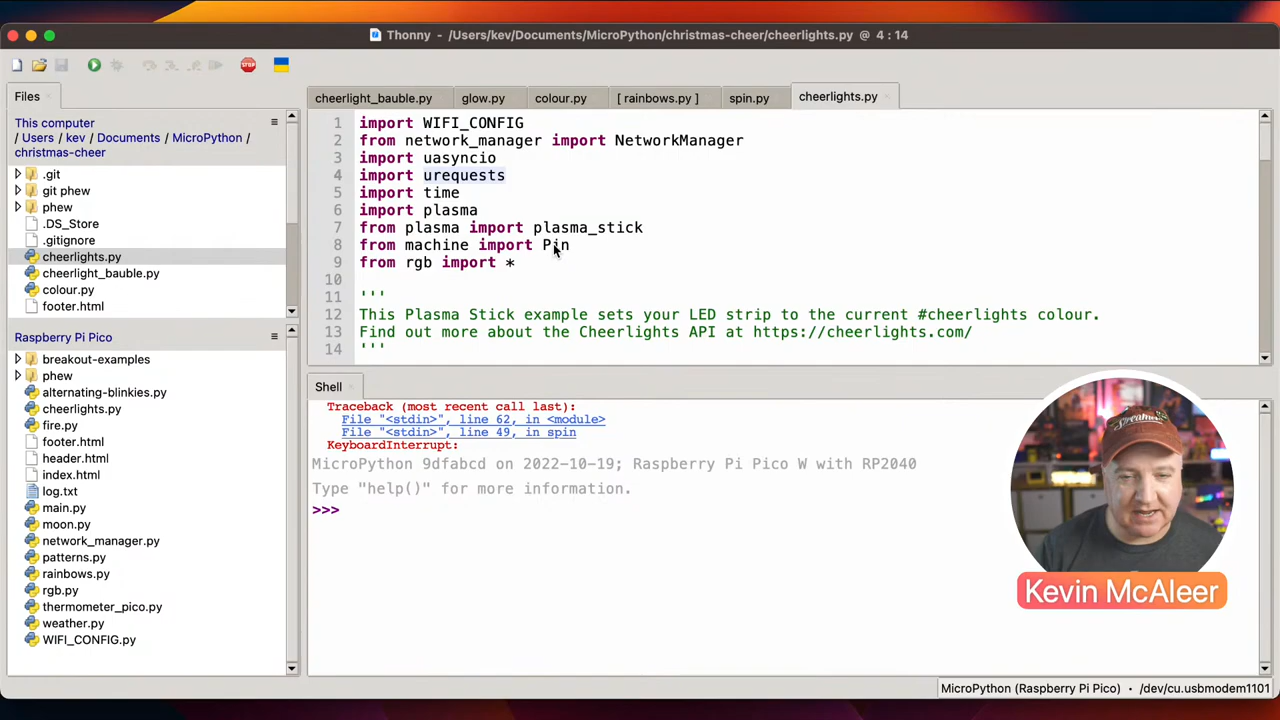 Thonny - /Users/kev/Documents/MicroPython/christmas-cheer/cheerlights.py @ 4 : 14
STOP
Files
This computer
/ Users / kev / Documents / MicroPython /
christmas-cheer
.git
git phew
phew
.DS_Store
.gitignore
cheerlights.py
cheerlight_bauble.py
colour.py
footer.html
Raspberry Pi Pico
breakout-examples
phew
alternating-blinkies.py
cheerlights.py
fire.py
footer.html
header.html
index.html
log.txt
main.py
moon.py
network_manager.py
patterns.py
rainbows.py
rgb.py
thermometer_pico.py
weather.py
WIFI_CONFIG.py
cheerlight_bauble.py glow.py colour.py [ rainbows.py ] spin.py cheerlights.py
1 import WIFI_CONFIG
2 from network_manager import NetworkManager
3 import uasyncio
4 import urequests
5 import time
6 import plasma
7 from plasma import plasma_stick
8 from machine import Pin
9 from rgb import *
10
11 '''
12 This Plasma Stick example sets your LED strip to the current #cheerlights colour.
13 Find out more about the Cheerlights API at https://cheerlights.com/
14 '''
Shell
Traceback (most recent call last):
File "<stdin>", line 62, in <module>
File "<stdin>", line 49, in spin
KeyboardInterrupt:
MicroPython 9dfabcd on 2022-10-19; Raspberry Pi Pico W with RP2040
Type "help()" for more information.
>>>
Kevin McAleer
MicroPython (Raspberry Pi Pico) · /dev/cu.usbmodem1101